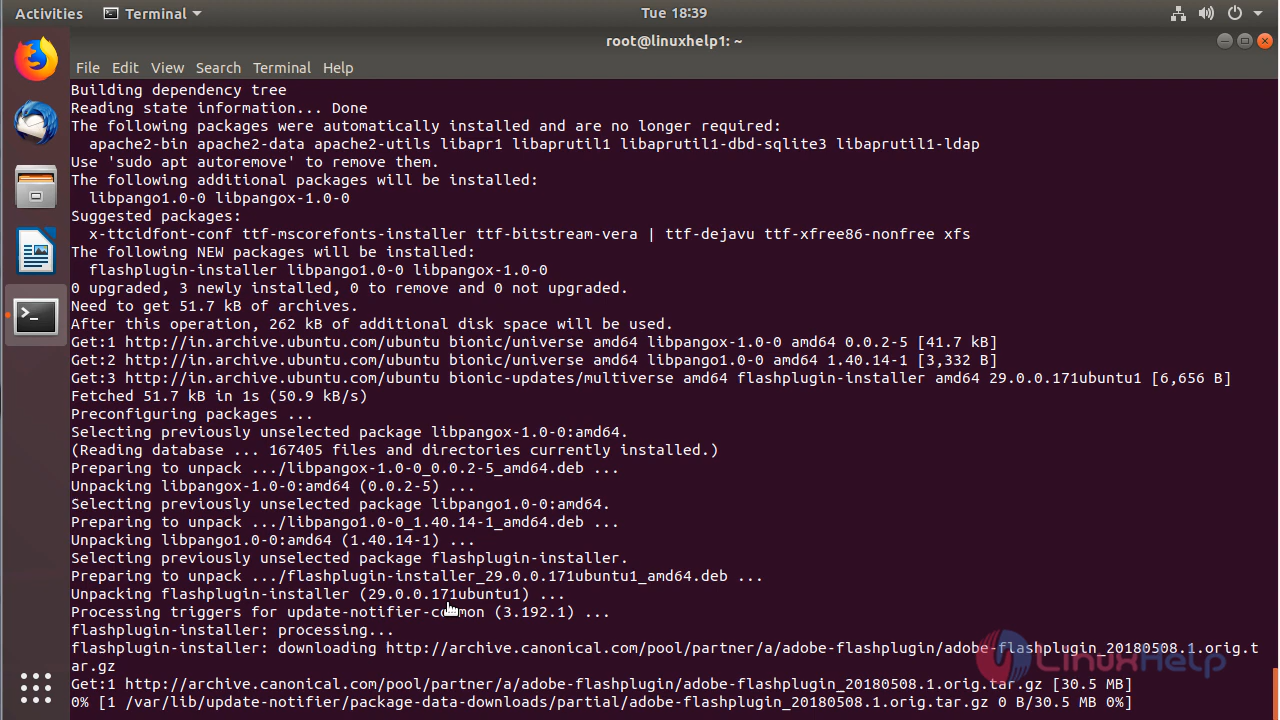 Activities Terminal Tue 18:39
root@linuxhelp1: ~
File Edit View Search Terminal Help
Building dependency tree
Reading state information... Done
The following packages were automatically installed and are no longer required:
  apache2-bin apache2-data apache2-utils libapr1 libaprutil1 libaprutil1-dbd-sqlite3 libaprutil1-ldap
Use 'sudo apt autoremove' to remove them.
The following additional packages will be installed:
  libpango1.0-0 libpangox-1.0-0
Suggested packages:
  x-ttcidfont-conf ttf-mscorefonts-installer ttf-bitstream-vera | ttf-dejavu ttf-xfree86-nonfree xfs
The following NEW packages will be installed:
  flashplugin-installer libpango1.0-0 libpangox-1.0-0
0 upgraded, 3 newly installed, 0 to remove and 0 not upgraded.
Need to get 51.7 kB of archives.
After this operation, 262 kB of additional disk space will be used.
Get:1 http://in.archive.ubuntu.com/ubuntu bionic/universe amd64 libpangox-1.0-0 amd64 0.0.2-5 [41.7 kB]
Get:2 http://in.archive.ubuntu.com/ubuntu bionic/universe amd64 libpango1.0-0 amd64 1.40.14-1 [3,332 B]
Get:3 http://in.archive.ubuntu.com/ubuntu bionic-updates/multiverse amd64 flashplugin-installer amd64 29.0.0.171ubuntu1 [6,656 B]
Fetched 51.7 kB in 1s (50.9 kB/s)
Preconfiguring packages ...
Selecting previously unselected package libpangox-1.0-0:amd64.
(Reading database ... 167405 files and directories currently installed.)
Preparing to unpack .../libpangox-1.0-0_0.0.2-5_amd64.deb ...
Unpacking libpangox-1.0-0:amd64 (0.0.2-5) ...
Selecting previously unselected package libpango1.0-0:amd64.
Preparing to unpack .../libpango1.0-0_1.40.14-1_amd64.deb ...
Unpacking libpango1.0-0:amd64 (1.40.14-1) ...
Selecting previously unselected package flashplugin-installer.
Preparing to unpack .../flashplugin-installer_29.0.0.171ubuntu1_amd64.deb ...
Unpacking flashplugin-installer (29.0.0.171ubuntu1) ...
Processing triggers for update-notifier-common (3.192.1) ...
flashplugin-installer: processing...
flashplugin-installer: downloading http://archive.canonical.com/pool/partner/a/adobe-flashplugin/adobe-flashplugin_20180508.1.orig.t
ar.gz
LinuxHelp
Get:1 http://archive.canonical.com/pool/partner/a/adobe-flashplugin/adobe-flashplugin_20180508.1.orig.tar.gz [30.5 MB]
0% [1 /var/lib/update-notifier/package-data-downloads/partial/adobe-flashplugin_20180508.1.orig.tar.gz 0 B/30.5 MB 0%]